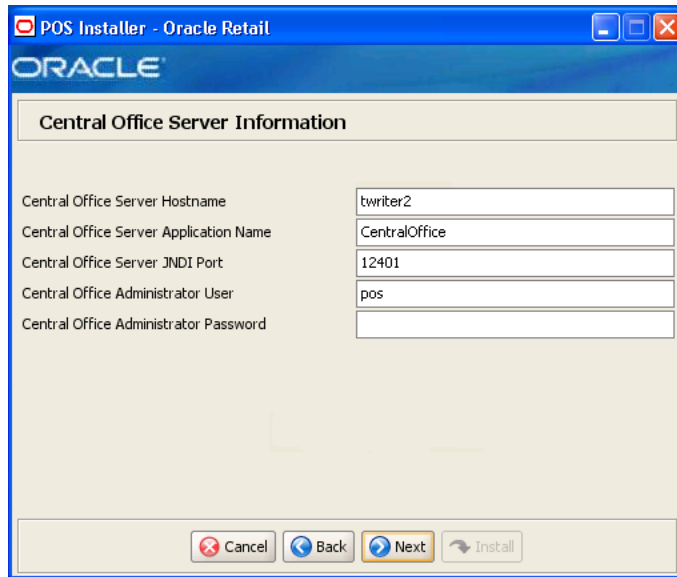 POS Installer - Oracle Retail
ORACLE
Central Office Server Information
Central Office Server Hostname twriter2
Central Office Server Application Name CentralOffice
Central Office Server JNDI Port 12401
Central Office Administrator User pos
Central Office Administrator Password
Cancel Back Next Install